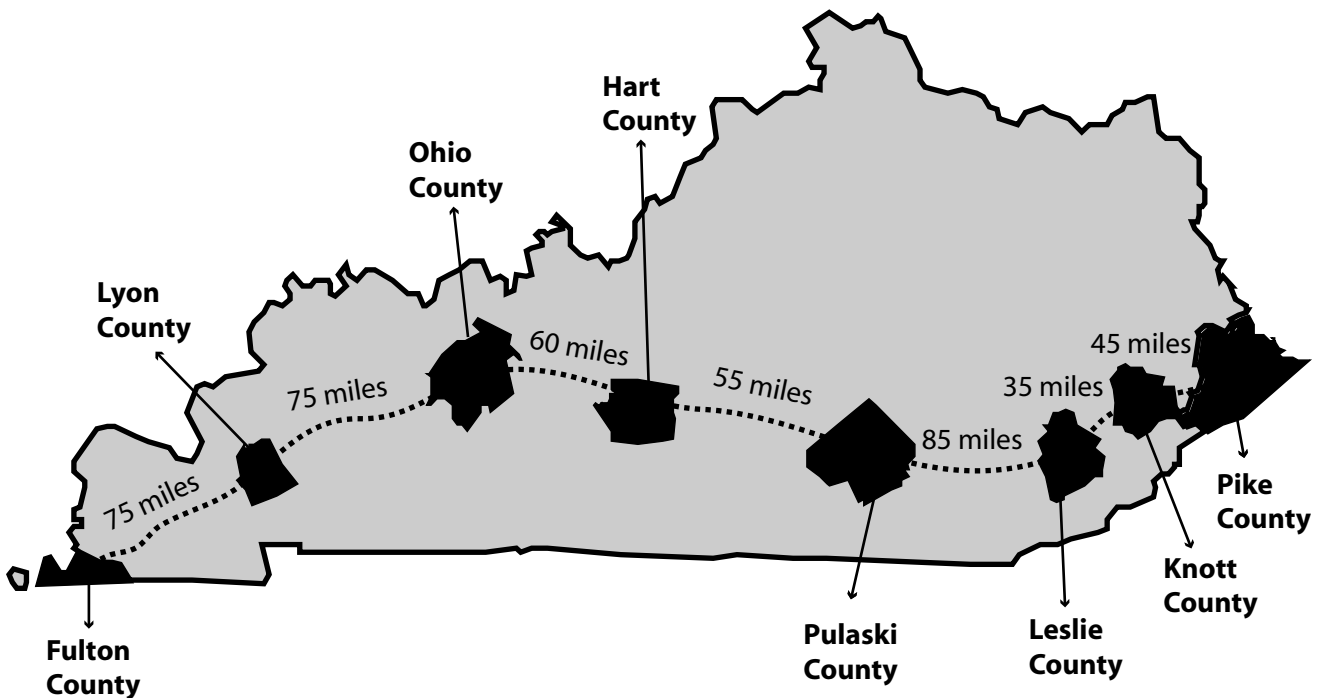 Hart
County
Ohio
County
Lyon
County
60 miles
45 miles
75 miles
55 miles
35 miles
85 miles
75 miles
Pike
County
Knott
County
Fulton
County
Pulaski
County
Leslie
County